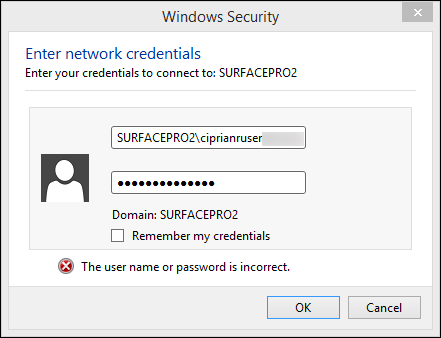 Windows Security
Enter network credentials
Enter your credentials to connect to: SURFACEPRO2
SURFACEPRO2\ciprianruser
●●●●●●●●●●●●●●
Domain: SURFACEPRO2
Remember my credentials
The user name or password is incorrect.
OK Cancel